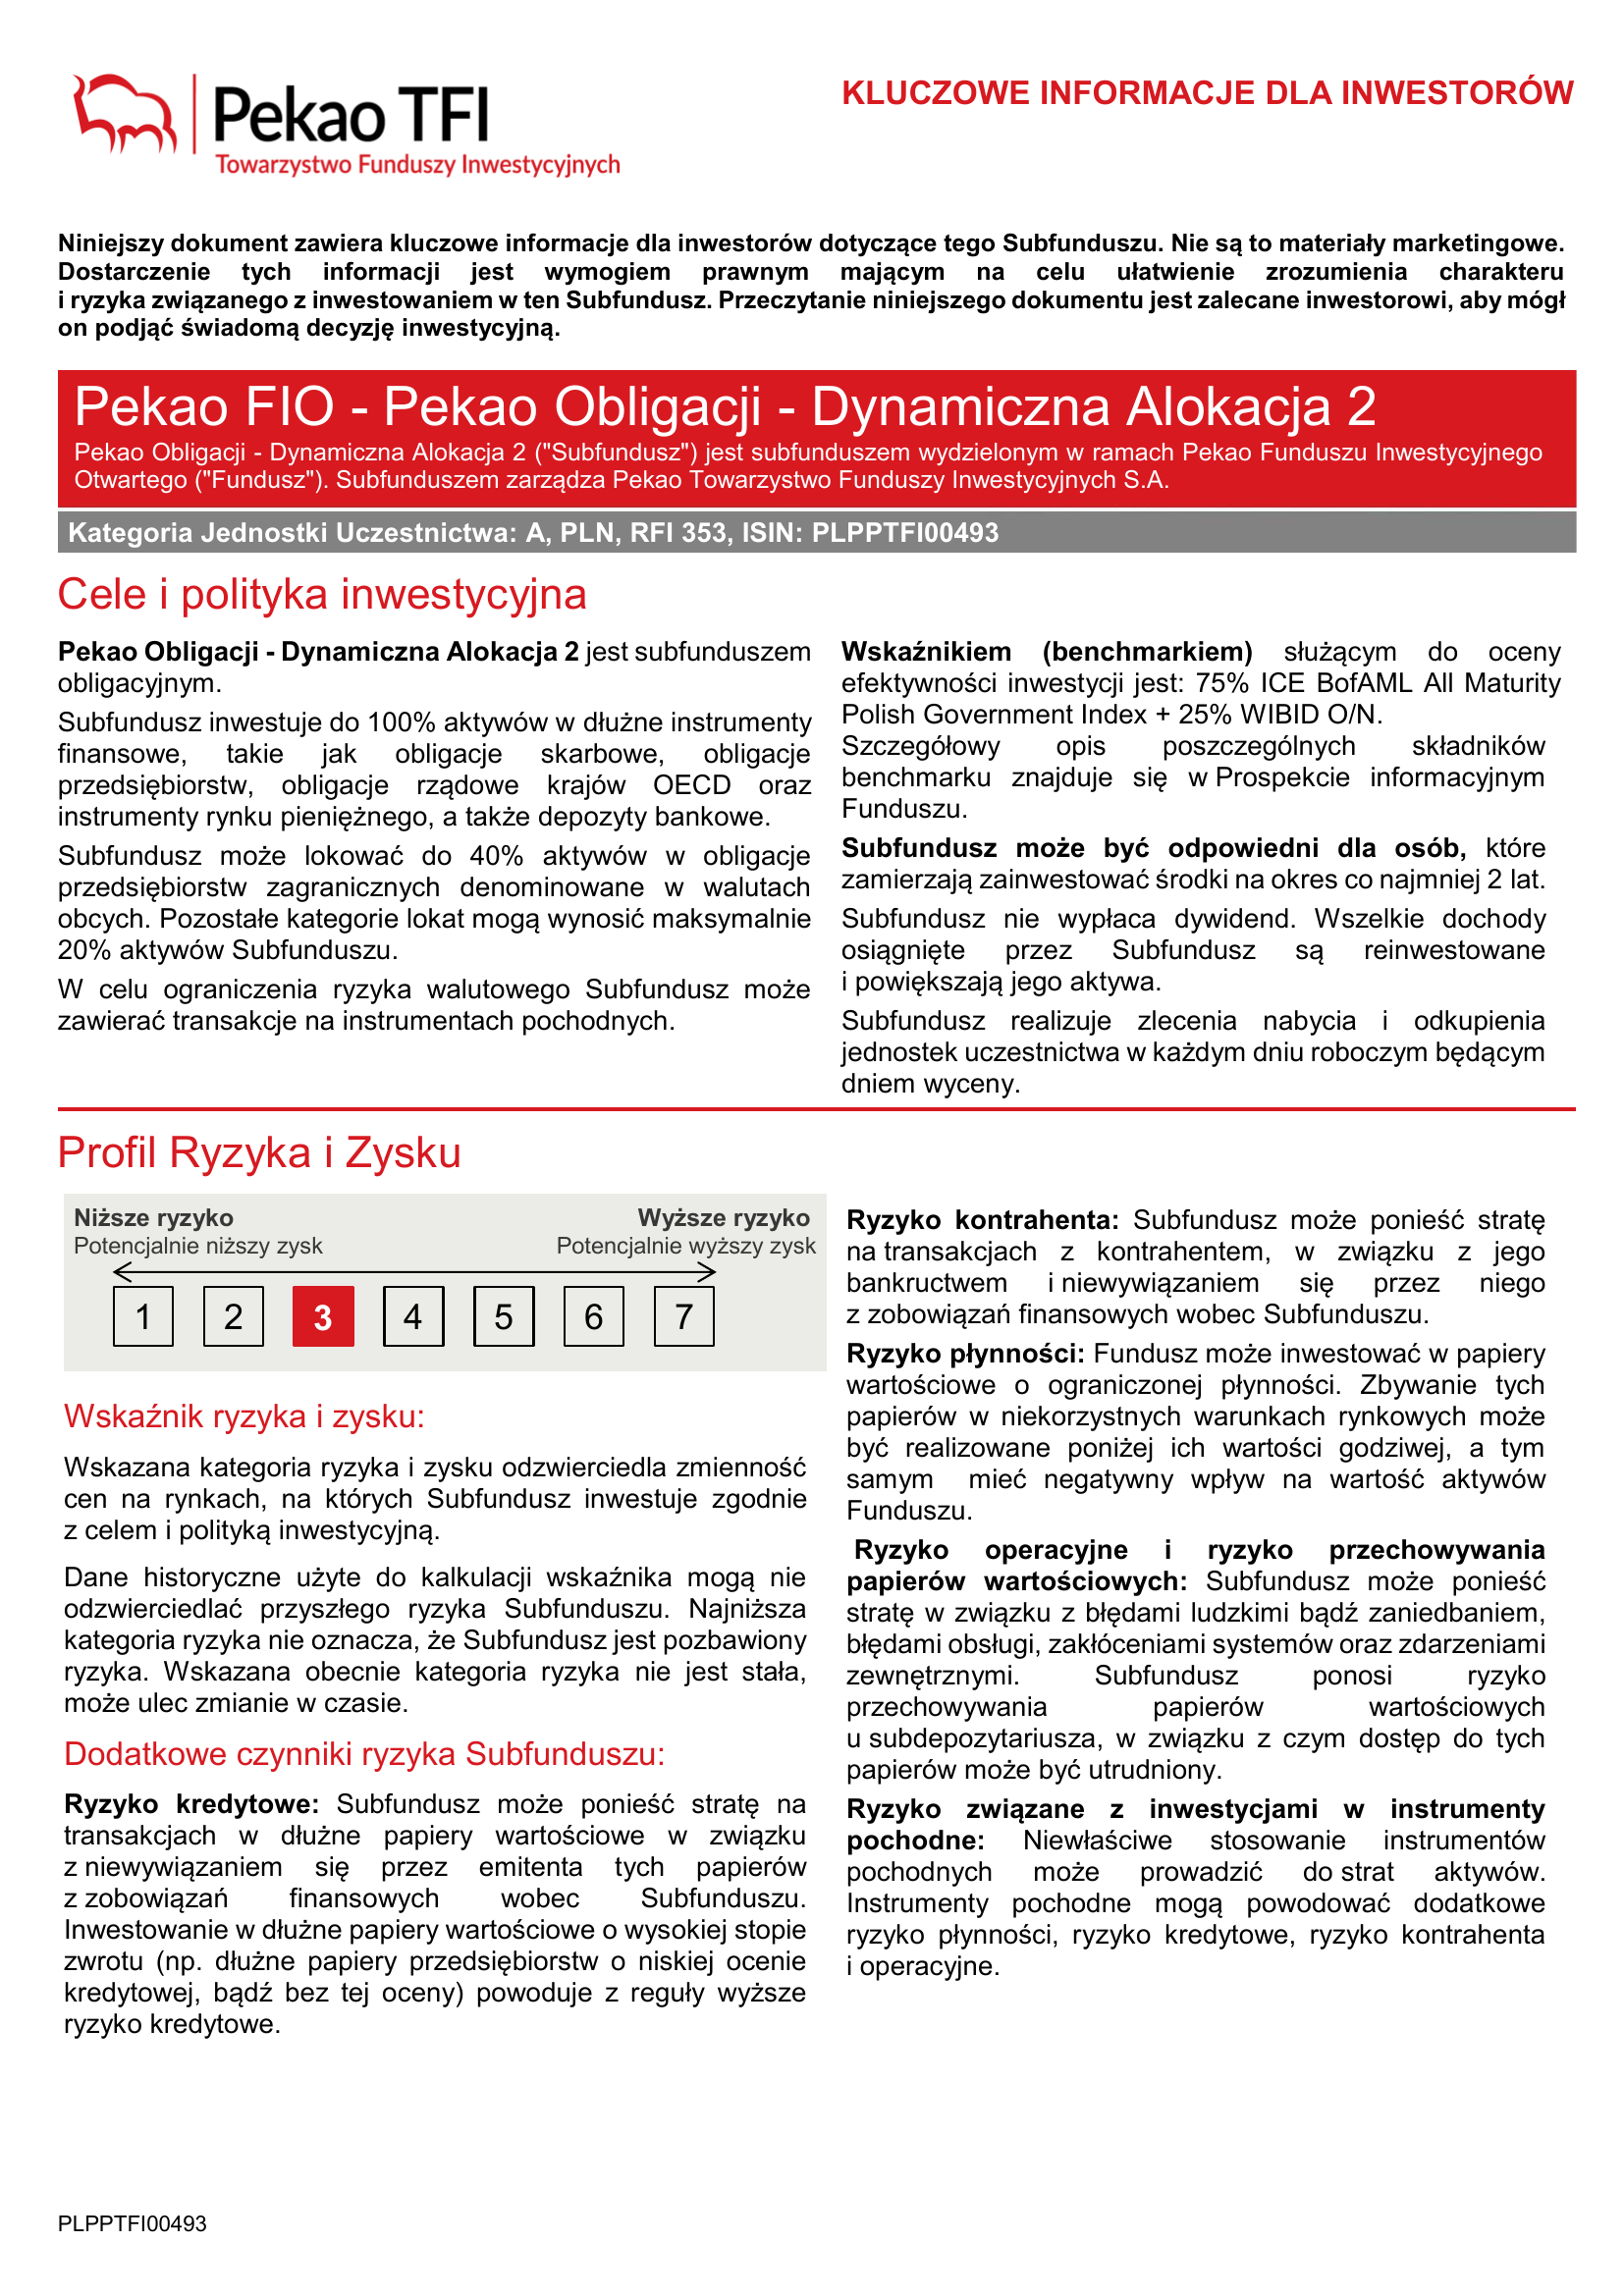 Pekao TFI
Towarzystwo Funduszy Inwestycyjnych
KLUCZOWE INFORMACJE DLA INWESTORÓW
Niniejszy dokument zawiera kluczowe informacje dla inwestorów dotyczące tego Subfunduszu. Nie są to materiały marketingowe.
Dostarczenie tych informacji jest wymogiem prawnym mającym na celu ułatwienie zrozumienia charakteru
i ryzyka związanego z inwestowaniem w ten Subfundusz. Przeczytanie niniejszego dokumentu jest zalecane inwestorowi, aby mógł
on podjąć świadomą decyzję inwestycyjną.
Pekao FIO - Pekao Obligacji - Dynamiczna Alokacja 2
Pekao Obligacji - Dynamiczna Alokacja 2 ("Subfundusz") jest subfunduszem wydzielonym w ramach Pekao Funduszu Inwestycyjnego
Otwartego ("Fundusz"). Subfunduszem zarządza Pekao Towarzystwo Funduszy Inwestycyjnych S.A.
Kategoria Jednostki Uczestnictwa: A, PLN, RFI 353, ISIN: PLPPTFI00493
Cele i polityka inwestycyjna
Pekao Obligacji - Dynamiczna Alokacja 2 jest subfunduszem
obligacyjnym.
Subfundusz inwestuje do 100% aktywów w dłużne instrumenty
finansowe, takie jak obligacje skarbowe, obligacje
przedsiębiorstw, obligacje rządowe krajów OECD oraz
instrumenty rynku pieniężnego, a także depozyty bankowe.
Subfundusz może lokować do 40% aktywów w obligacje
przedsiębiorstw zagranicznych denominowane w walutach
obcych. Pozostałe kategorie lokat mogą wynosić maksymalnie
20% aktywów Subfunduszu.
W celu ograniczenia ryzyka walutowego Subfundusz może
zawierać transakcje na instrumentach pochodnych.
Wskaźnikiem (benchmarkiem) służącym do oceny
efektywności inwestycji jest: 75% ICE BofAML All Maturity
Polish Government Index + 25% WIBID O/N.
Szczegółowy opis poszczególnych składników
benchmarku znajduje się w Prospekcie informacyjnym
Funduszu.
Subfundusz może być odpowiedni dla osób, które
zamierzają zainwestować środki na okres co najmniej 2 lat.
Subfundusz nie wypłaca dywidend. Wszelkie dochody
osiągnięte przez Subfundusz są reinwestowane
i powiększają jego aktywa.
Subfundusz realizuje zlecenia nabycia i odkupienia
jednostek uczestnictwa w każdym dniu roboczym będącym
dniem wyceny.
Profil Ryzyka i Zysku
Niższe ryzyko Wyższe ryzyko
Potencjalnie niższy zysk Potencjalnie wyższy zysk
1 2 3 4 5 6 7
Wskaźnik ryzyka i zysku:
Wskazana kategoria ryzyka i zysku odzwierciedla zmienność
cen na rynkach, na których Subfundusz inwestuje zgodnie
z celem i polityką inwestycyjną.
Dane historyczne użyte do kalkulacji wskaźnika mogą nie
odzwierciedlać przyszłego ryzyka Subfunduszu. Najniższa
kategoria ryzyka nie oznacza, że Subfundusz jest pozbawiony
ryzyka. Wskazana obecnie kategoria ryzyka nie jest stała,
może ulec zmianie w czasie.
Dodatkowe czynniki ryzyka Subfunduszu:
Ryzyko kredytowe: Subfundusz może ponieść stratę na
transakcjach w dłużne papiery wartościowe w związku
z niewywiązaniem się przez emitenta tych papierów
z zobowiązań finansowych wobec Subfunduszu.
Inwestowanie w dłużne papiery wartościowe o wysokiej stopie
zwrotu (np. dłużne papiery przedsiębiorstw o niskiej ocenie
kredytowej, bądź bez tej oceny) powoduje z reguły wyższe
ryzyko kredytowe.
Ryzyko kontrahenta: Subfundusz może ponieść stratę
na transakcjach z kontrahentem, w związku z jego
bankructwem i niewywiązaniem się przez niego
z zobowiązań finansowych wobec Subfunduszu.
Ryzyko płynności: Fundusz może inwestować w papiery
wartościowe o ograniczonej płynności. Zbywanie tych
papierów w niekorzystnych warunkach rynkowych może
być realizowane poniżej ich wartości godziwej, a tym
samym mieć negatywny wpływ na wartość aktywów
Funduszu.
Ryzyko operacyjne i ryzyko przechowywania
papierów wartościowych: Subfundusz może ponieść
stratę w związku z błędami ludzkimi bądź zaniedbaniem,
błędami obsługi, zakłóceniami systemów oraz zdarzeniami
zewnętrznymi. Subfundusz ponosi ryzyko
przechowywania papierów wartościowych
u subdepozytariusza, w związku z czym dostęp do tych
papierów może być utrudniony.
Ryzyko związane z inwestycjami w instrumenty
pochodne: Niewłaściwe stosowanie instrumentów
pochodnych może prowadzić do strat aktywów.
Instrumenty pochodne mogą powodować dodatkowe
ryzyko płynności, ryzyko kredytowe, ryzyko kontrahenta
i operacyjne.
PLPPTFI00493